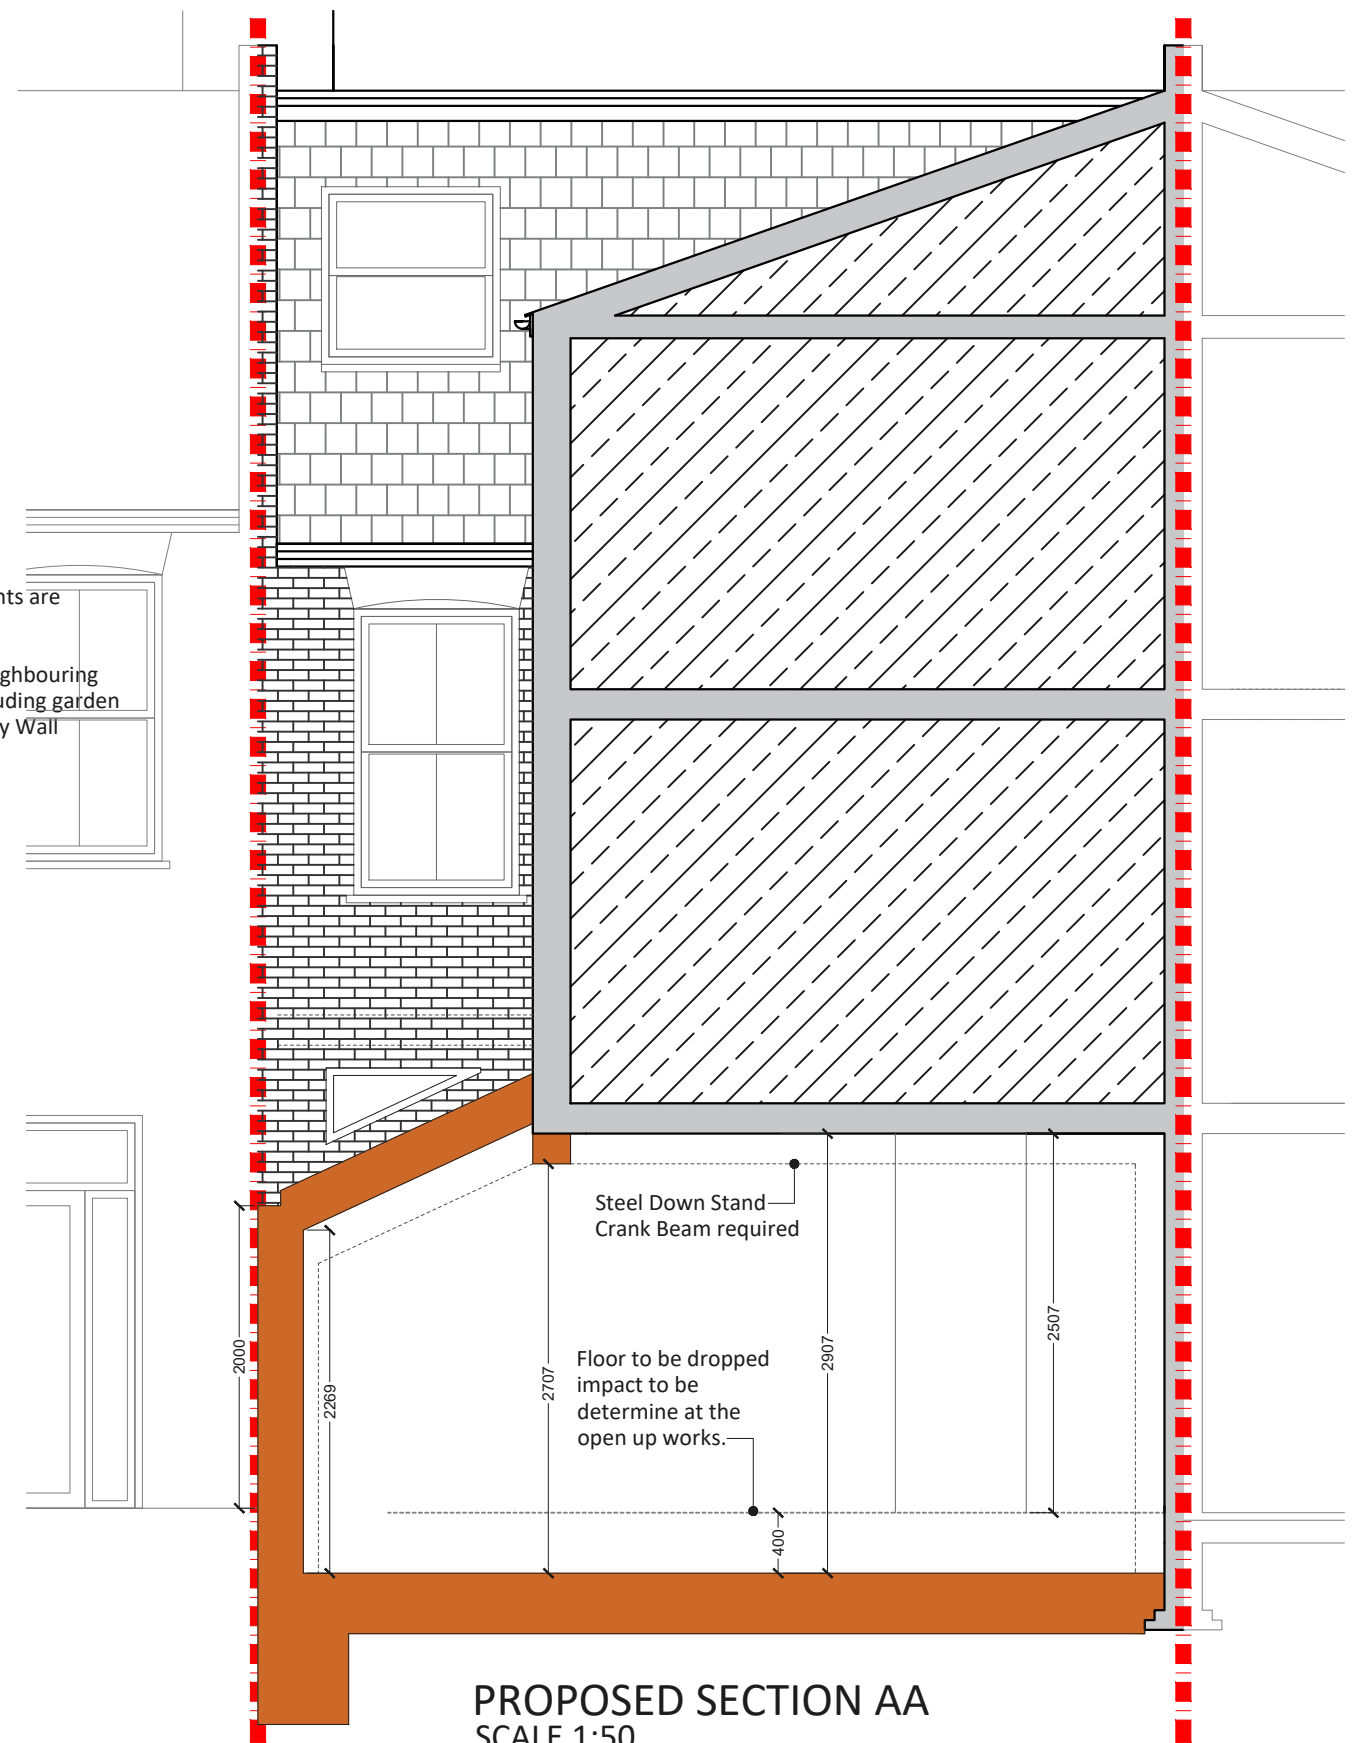 nts are
ghbouring
uding garden
y Wall
Steel Down Stand
Crank Beam required
2000
2269
2707
Floor to be dropped
impact to be
determine at the
open up works.
2907
2507
400
PROPOSED SECTION AA
SCALE 1:50